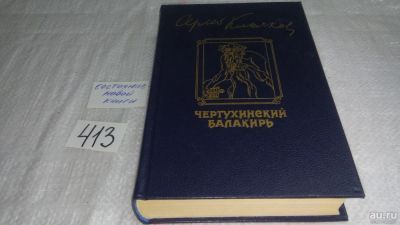 Сергей Клычков
ЧЕРТУХИНСКИЙ
БАЛАКИРЬ
состояние
новой
книги
413
au.ru